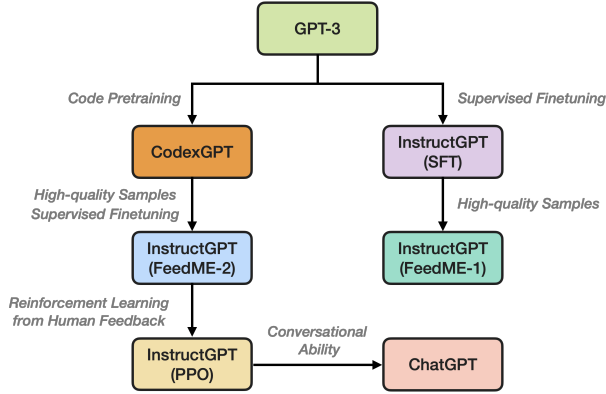 GPT-3
Code Pretraining
Supervised Finetuning
CodexGPT
InstructGPT
(SFT)
High-quality Samples
Supervised Finetuning
High-quality Samples
InstructGPT
(FeedME-2)
InstructGPT
(FeedME-1)
Reinforcement Learning
from Human Feedback
Conversational
Ability
InstructGPT
(PPO)
ChatGPT